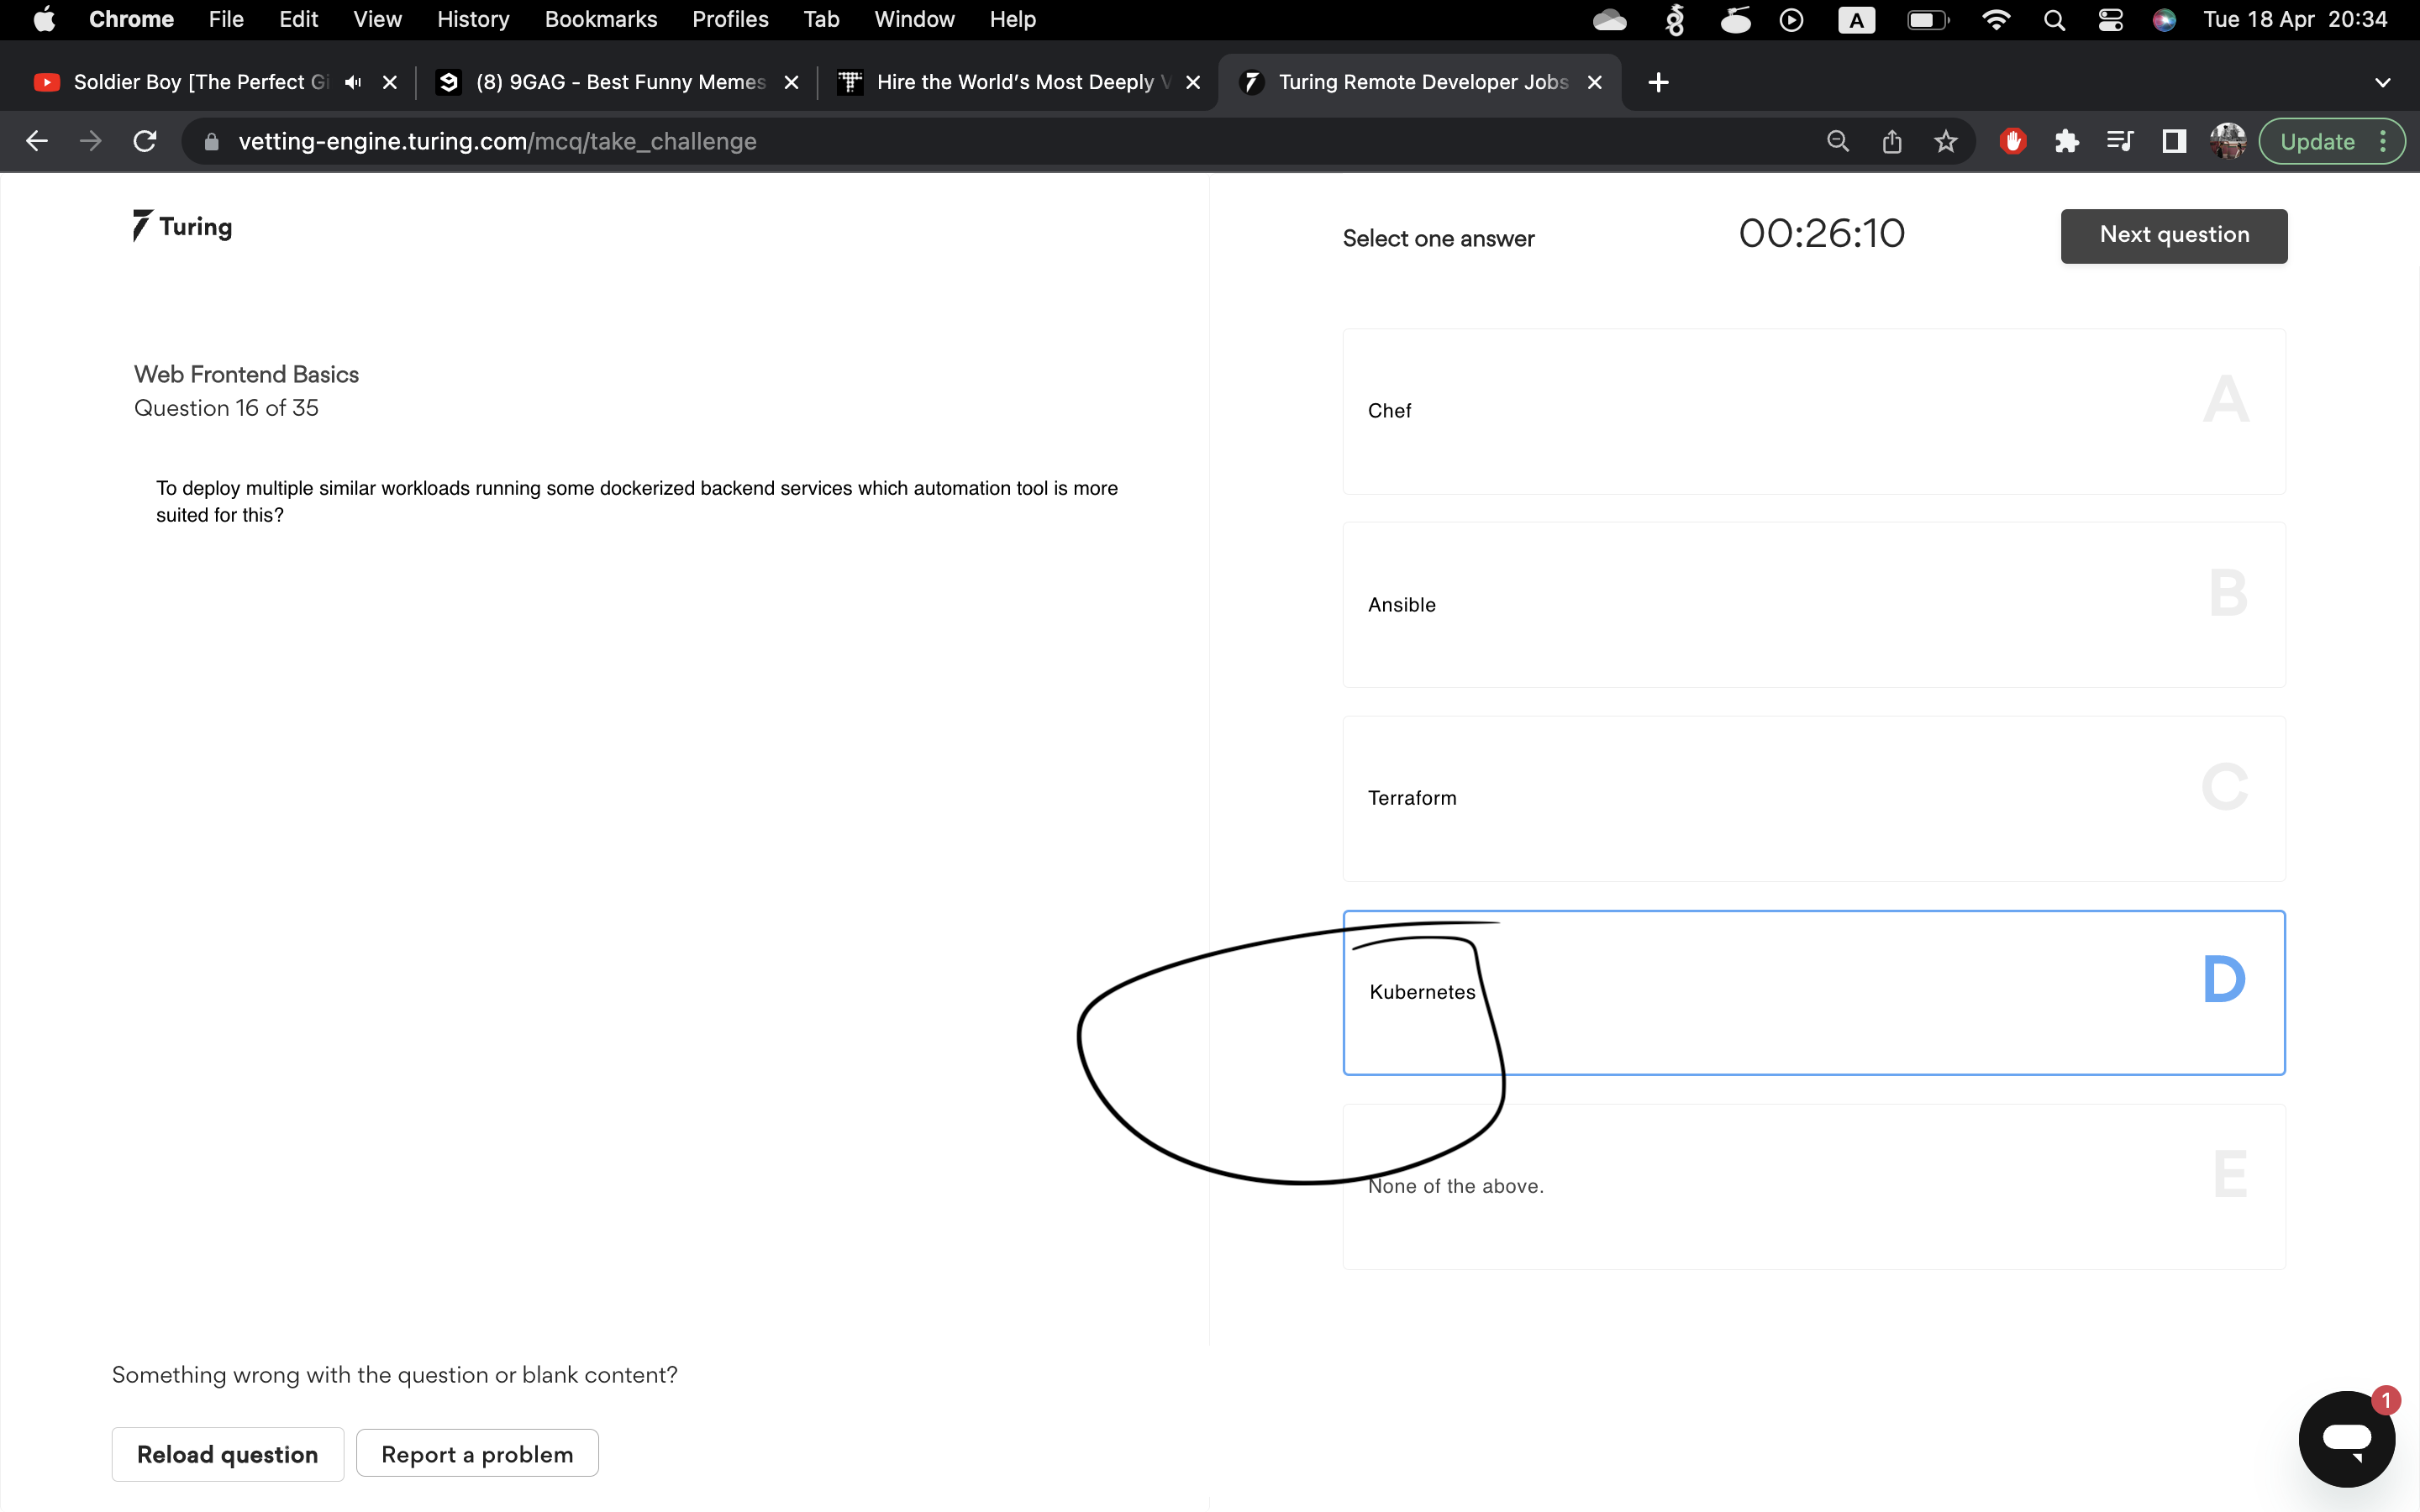 Chrome File Edit View History Bookmarks Profiles Tab Window Help A Tue 18 Apr 20:34
Soldier Boy [The Perfect Gi (8) 9GAG - Best Funny Memes Hire the World's Most Deeply V Turing Remote Developer Jobs
vetting-engine.turing.com/mcq/take_challenge Update
Turing
Select one answer 00:26:10 Next question
Web Frontend Basics
Question 16 of 35
To deploy multiple similar workloads running some dockerized backend services which automation tool is more
suited for this?
Chef A
Ansible B
Terraform C
Kubernetes D
None of the above. E
Something wrong with the question or blank content?
Reload question Report a problem
1